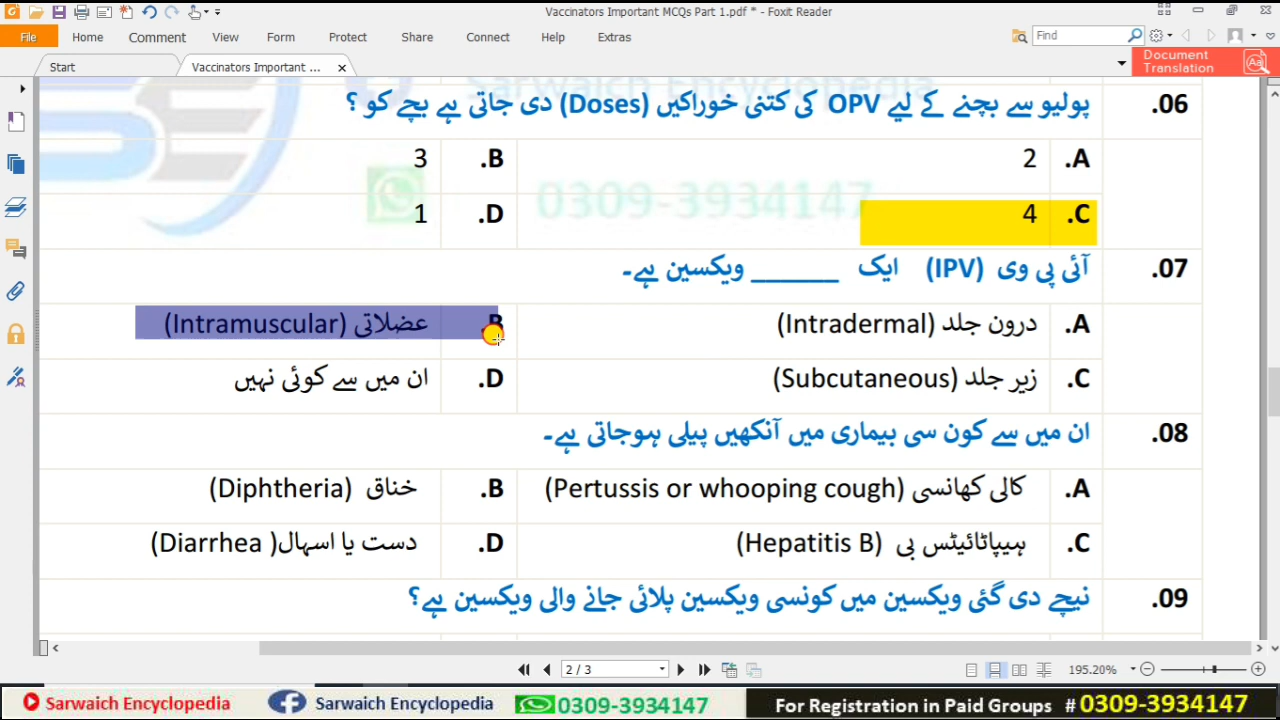 Vaccinators Important MCQs Part 1.pdf * - Foxit Reader
File Home Comment View Form Protect Share Connect Help Extras
Find
Start
Vaccinators Important ...
Document Translation
Sarwaich Encyclopedia
06. پولیو سے بچنے کے لیے OPV کی کتنی خوراکیں (Doses) دی جاتی ہے بچے کو ؟
A. 2 B. 3
0309-3934147
C. 4 D. 1
07. آئی پی وی (IPV) ایک ______ ویکسین ہے۔
A. درون جلد (Intradermal) B. عضلاتی (Intramuscular)
C. زیر جلد (Subcutaneous) D. ان میں سے کوئی نہیں
08. ان میں سے کون سی بیماری میں آنکھیں پیلی ہوجاتی ہے۔
A. کالی کھانسی (Pertussis or whooping cough) B. خناق (Diphtheria)
C. ہیپاٹائیٹس بی (Hepatitis B) D. دست یا اسہال( Diarrhea)
09. نیچے دی گئی ویکسین میں کونسی ویکسین پلائی جانے والی ویکسین ہے؟
2 / 3
195.20%
Sarwaich Encyclopedia Sarwaich Encyclopedia 0309-3934147 For Registration in Paid Groups # 0309-3934147